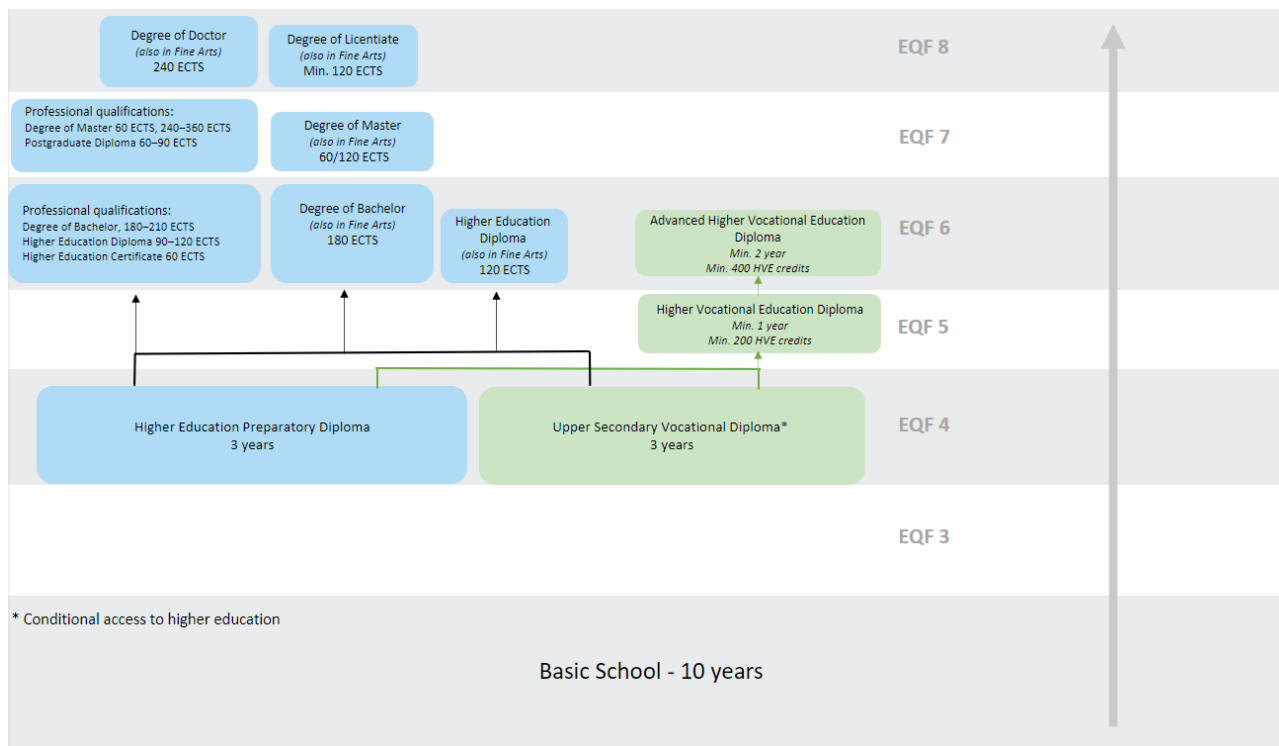 Degree of Doctor
(also in Fine Arts)
240 ECTS
Degree of Licentiate
(also in Fine Arts)
Min. 120 ECTS
EQF 8
Professional qualifications:
Degree of Master 60 ECTS, 240–360 ECTS
Postgraduate Diploma 60–90 ECTS
Degree of Master
(also in Fine Arts)
60/120 ECTS
EQF 7
Professional qualifications:
Degree of Bachelor, 180–210 ECTS
Higher Education Diploma 90–120 ECTS
Higher Education Certificate 60 ECTS
Degree of Bachelor
(also in Fine Arts)
180 ECTS
Higher Education
Diploma
(also in Fine Arts)
120 ECTS
Advanced Higher Vocational Education
Diploma
Min. 2 year
Min. 400 HVE credits
EQF 6
Higher Vocational Education Diploma
Min. 1 year
Min. 200 HVE credits
EQF 5
Higher Education Preparatory Diploma
3 years
Upper Secondary Vocational Diploma*
3 years
EQF 4
EQF 3
* Conditional access to higher education
Basic School - 10 years